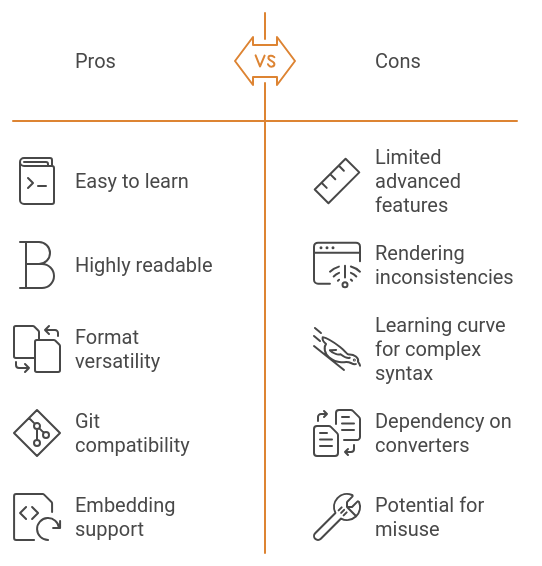 Pros
VS
Cons
Easy to learn
Limited
advanced
features
Highly readable
Rendering
inconsistencies
Format
versatility
Learning curve
for complex
syntax
Git
compatibility
Dependency on
converters
Embedding
support
Potential for
misuse